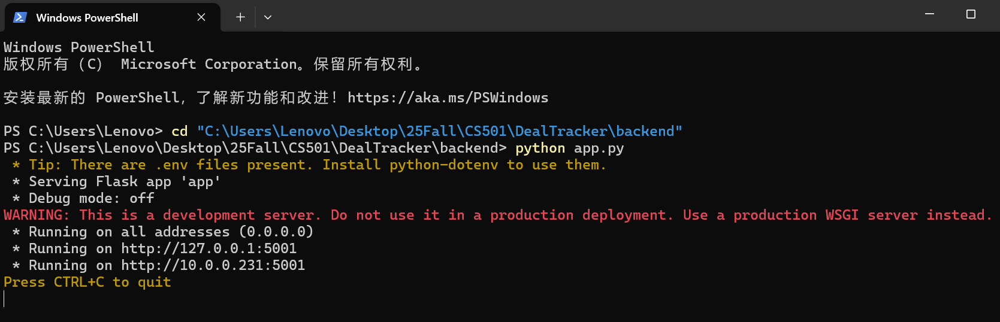 Windows PowerShell
Windows PowerShell
版权所有（C） Microsoft Corporation。保留所有权利。
安装最新的 PowerShell，了解新功能和改进！https://aka.ms/PSWindows
PS C:\Users\Lenovo> cd "C:\Users\Lenovo\Desktop\25Fall\CS501\DealTracker\backend"
PS C:\Users\Lenovo\Desktop\25Fall\CS501\DealTracker\backend> python app.py
 * Tip: There are .env files present. Install python-dotenv to use them.
 * Serving Flask app 'app'
 * Debug mode: off
WARNING: This is a development server. Do not use it in a production deployment. Use a production WSGI server instead.
 * Running on all addresses (0.0.0.0)
 * Running on http://127.0.0.1:5001
 * Running on http://10.0.0.231:5001
Press CTRL+C to quit